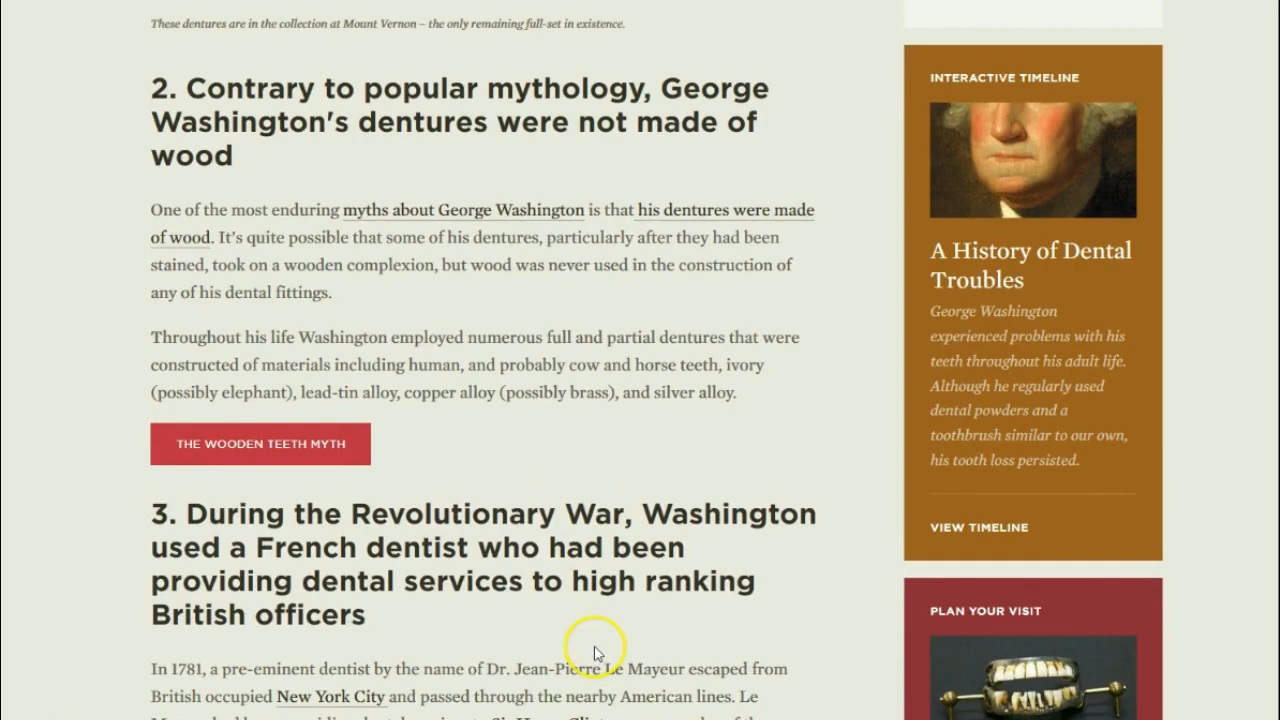 These dentures are in the collection at Mount Vernon – the only remaining full-set in existence.
2. Contrary to popular mythology, George
Washington's dentures were not made of
wood
One of the most enduring myths about George Washington is that his dentures were made
of wood. It’s quite possible that some of his dentures, particularly after they had been
stained, took on a wooden complexion, but wood was never used in the construction of
any of his dental fittings.
Throughout his life Washington employed numerous full and partial dentures that were
constructed of materials including human, and probably cow and horse teeth, ivory
(possibly elephant), lead-tin alloy, copper alloy (possibly brass), and silver alloy.
THE WOODEN TEETH MYTH
3. During the Revolutionary War, Washington
used a French dentist who had been
providing dental services to high ranking
British officers
In 1781, a pre-eminent dentist by the name of Dr. Jean-Pierre Le Mayeur escaped from
British occupied New York City and passed through the nearby American lines. Le
INTERACTIVE TIMELINE
A History of Dental
Troubles
George Washington
experienced problems with his
teeth throughout his adult life.
Although he regularly used
dental powders and a
toothbrush similar to our own,
his tooth loss persisted.
VIEW TIMELINE
PLAN YOUR VISIT